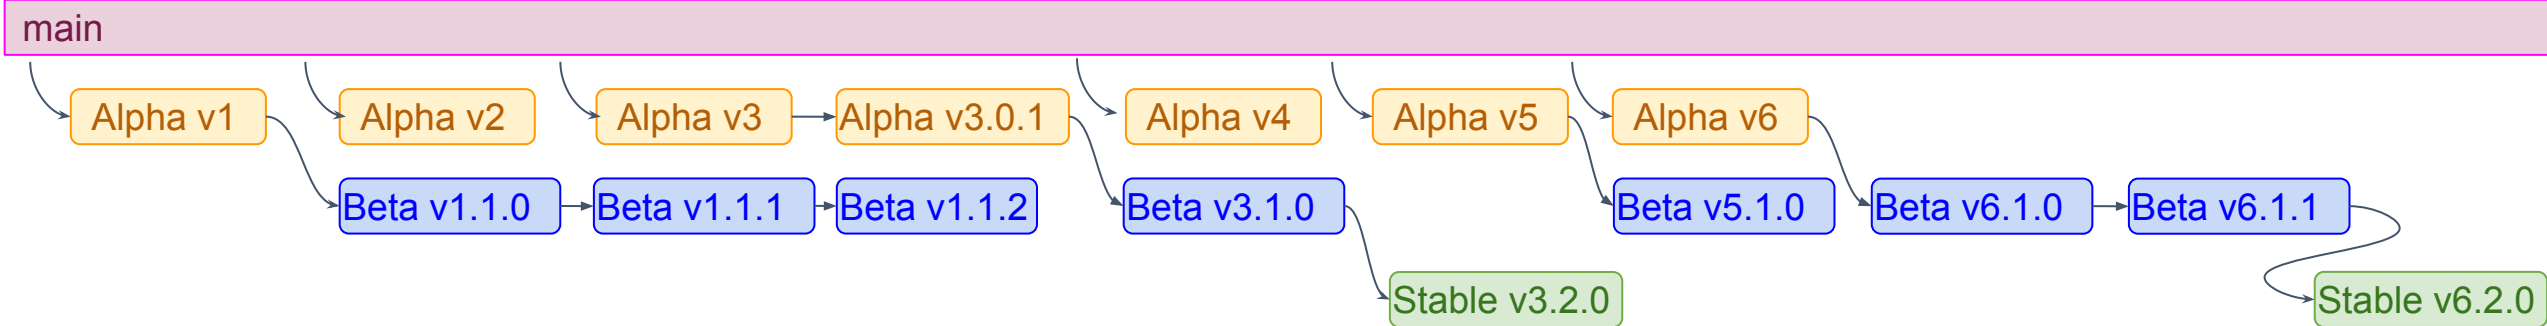 main
Alpha v1
Alpha v2
Alpha v3
Alpha v3.0.1
Alpha v4
Alpha v5
Alpha v6
Beta v1.1.0
Beta v1.1.1
Beta v1.1.2
Beta v3.1.0
Beta v5.1.0
Beta v6.1.0
Beta v6.1.1
Stable v3.2.0
Stable v6.2.0